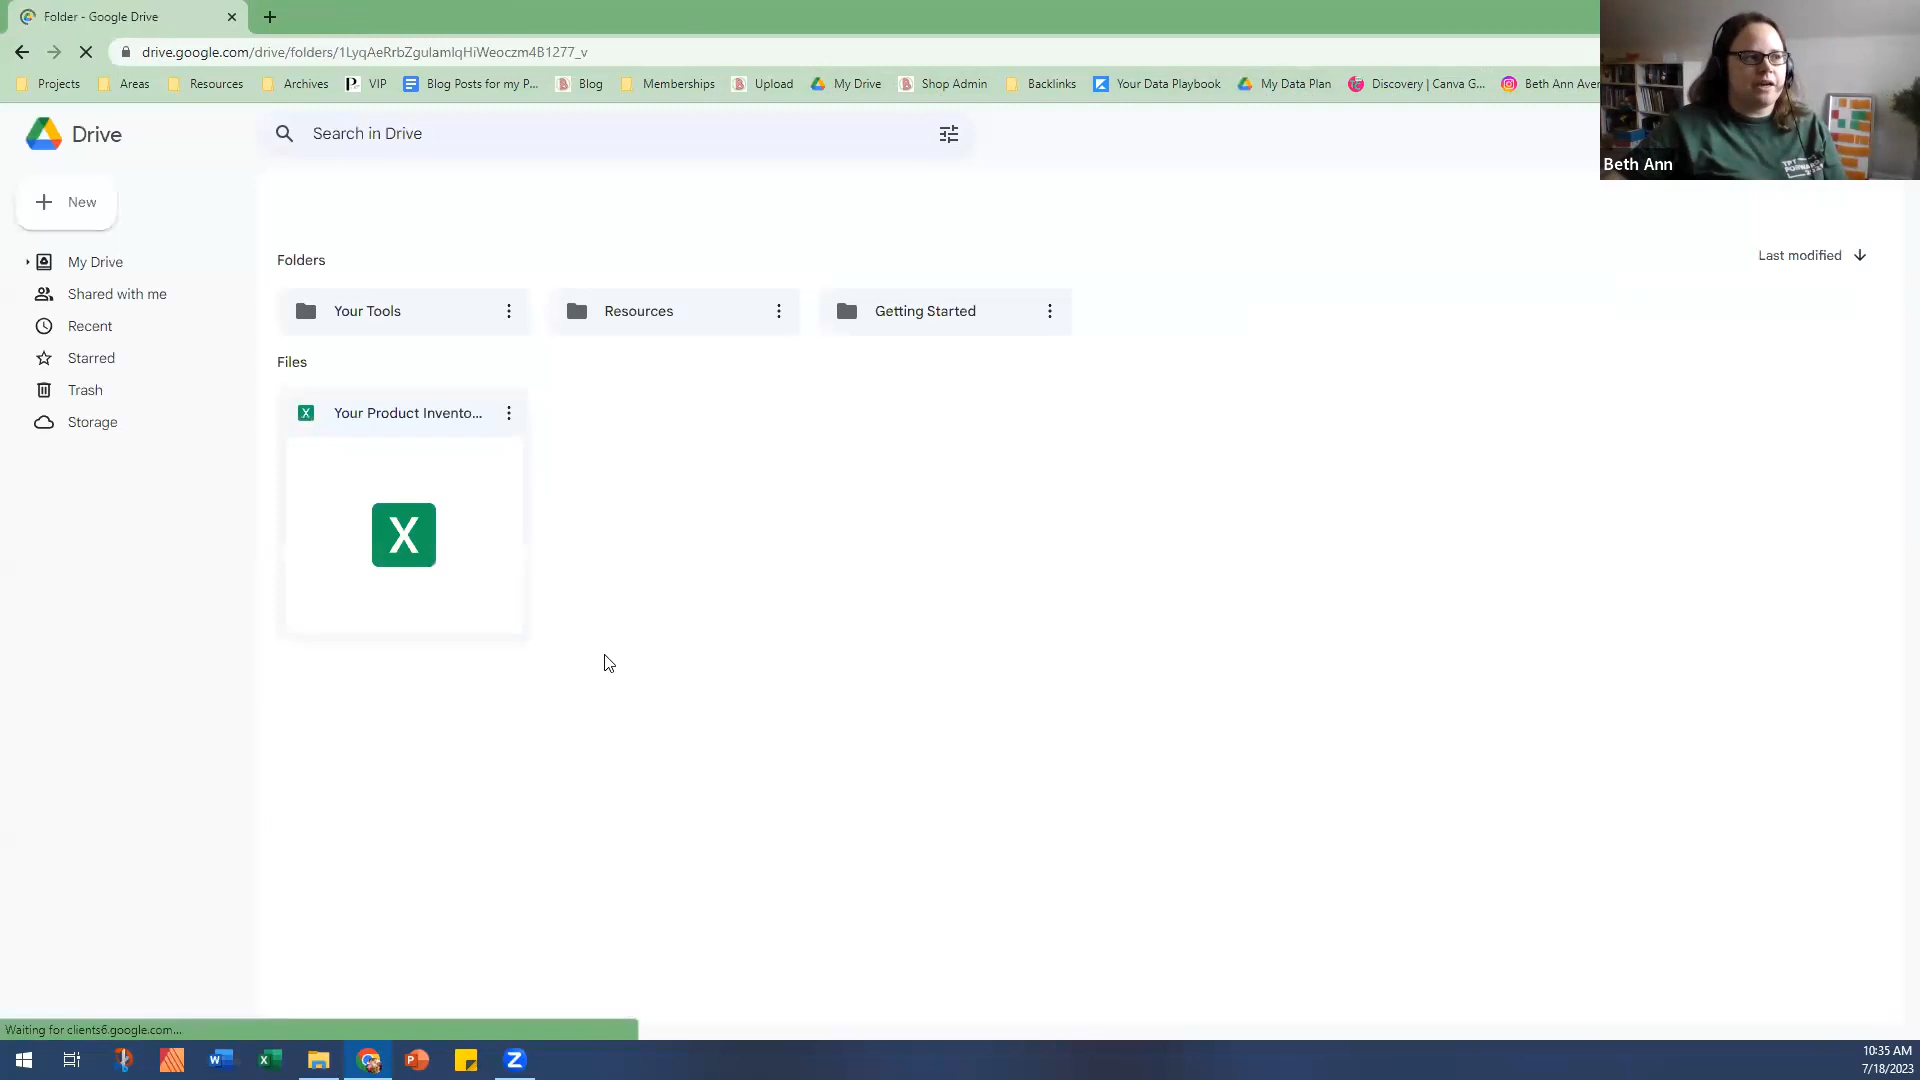 Folder - Google Drive
drive.google.com/drive/folders/1LyqAeRrbZgulamlqHiWeoczm4B1277_v
Projects Areas Resources Archives VIP Blog Posts for my P... Blog Memberships Upload My Drive Shop Admin Backlinks Your Data Playbook My Data Plan Discovery | Canva G... Beth Ann Aver
Drive
Search in Drive
New
My Drive
Shared with me
Recent
Starred
Trash
Storage
Folders
Last modified
Your Tools
Resources
Getting Started
Files
Your Product Invento...
X
Beth Ann
TPT
FORWARD
Waiting for clients6.google.com...
10:35 AM
7/18/2023